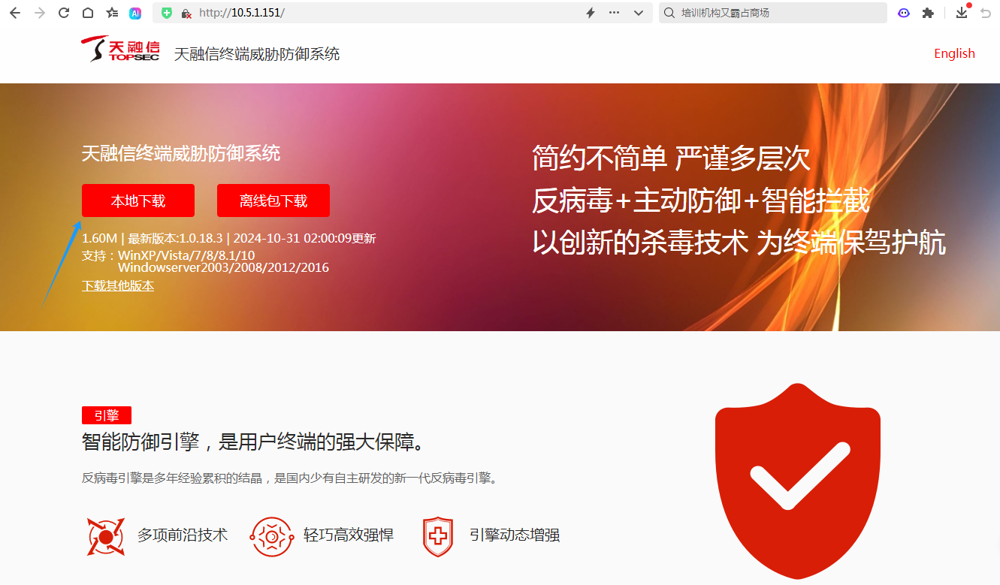 AI
http://10.5.1.151/
培训机构又霸占商场
天融信
TOPSEC
天融信终端威胁防御系统
English
天融信终端威胁防御系统
本地下载
离线包下载
1.60M | 最新版本:1.0.18.3 | 2024-10-31 02:00:09更新
支持：WinXP/Vista/7/8/8.1/10
Windowserver2003/2008/2012/2016
下载其他版本
简约不简单 严谨多层次
反病毒+主动防御+智能拦截
以创新的杀毒技术 为终端保驾护航
引擎
智能防御引擎，是用户终端的强大保障。
反病毒引擎是多年经验累积的结晶，是国内少有自主研发的新一代反病毒引擎。
多项前沿技术
轻巧高效强悍
引擎动态增强